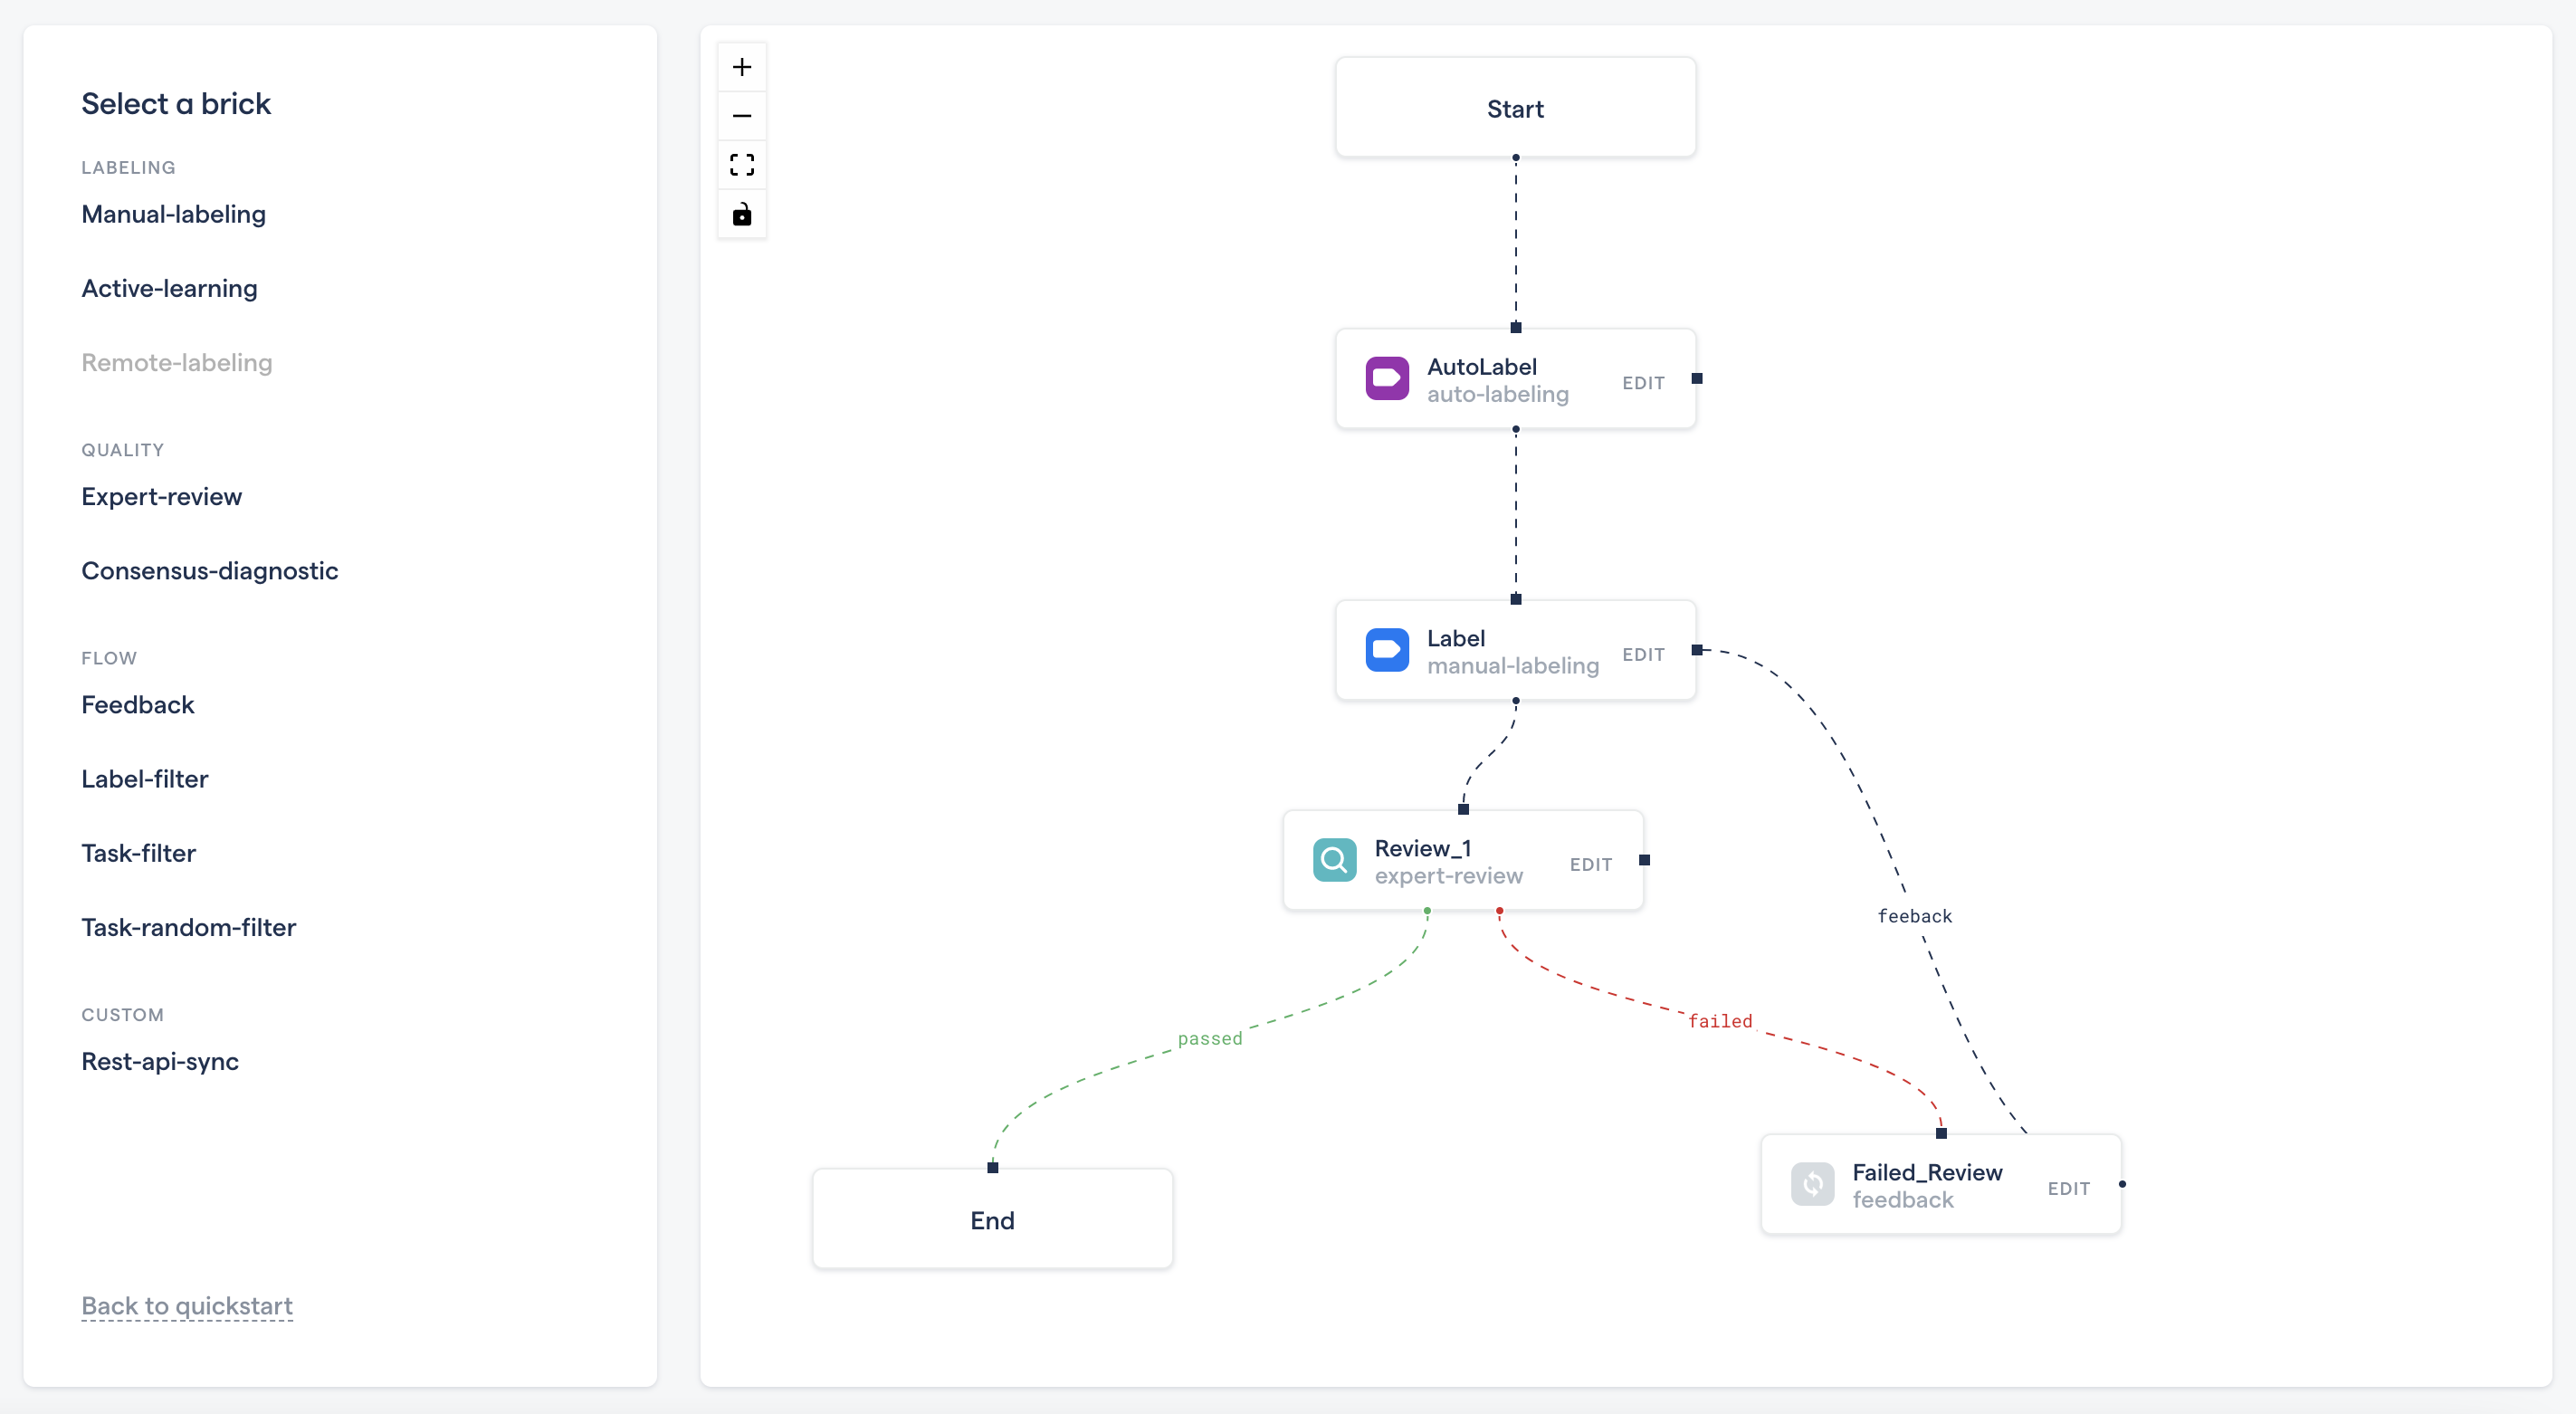 Select a brick
LABELING
Manual-labeling
Active-learning
Remote-labeling
QUALITY
Expert-review
Consensus-diagnostic
FLOW
Feedback
Label-filter
Task-filter
Task-random-filter
CUSTOM
Rest-api-sync
Back to quickstart
Start
AutoLabel
auto-labeling
EDIT
Label
manual-labeling
EDIT
Review_1
expert-review
EDIT
feeback
passed
failed
End
Failed_Review
feedback
EDIT